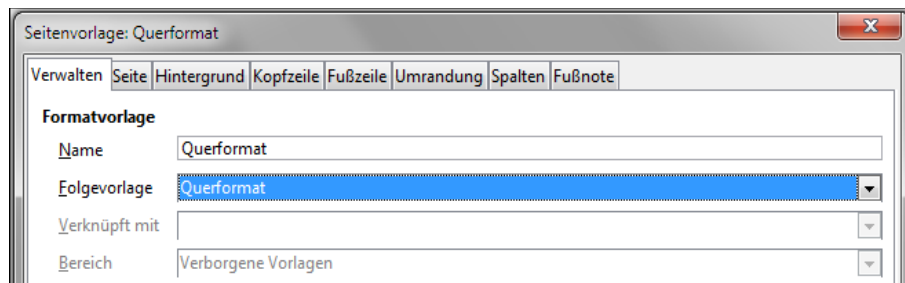 Seitenvorlage: Querformat
Verwalten Seite Hintergrund Kopfzeile Fußzeile Umrandung Spalten Fußnote
Formatvorlage
Name Querformat
Folgevorlage Querformat
Verknüpft mit
Bereich Verborgene Vorlagen